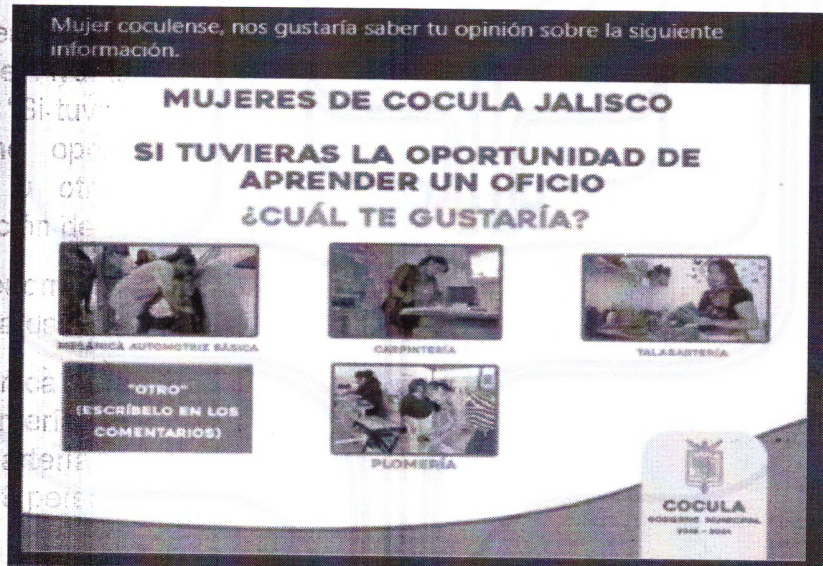 Mujer coculense, nos gustaría saber tu opinión sobre la siguiente
información.
MUJERES DE COCULA JALISCO
SI TUVIERAS LA OPORTUNIDAD DE
APRENDER UN OFICIO
¿CUÁL TE GUSTARÍA?
MECÁNICA AUTOMOTRIZ BÁSICA
CARPINTERÍA
TALABARTERÍA
"OTRO"
(ESCRÍBELO EN LOS
COMENTARIOS)
PLOMERÍA
COCULA
GOBIERNO MUNICIPAL